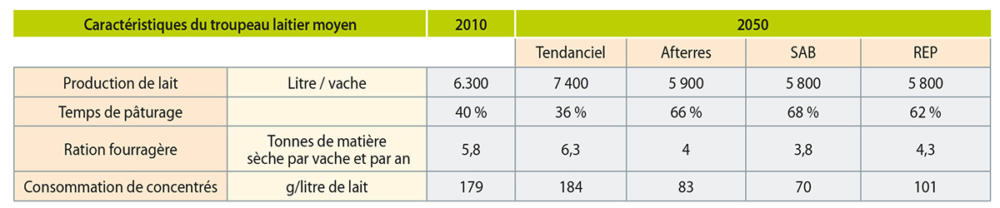 Caractéristiques du troupeau laitier moyen 2010 2050
Tendanciel Afterres SAB REP
Production de lait Litre / vache 6.300 7 400 5 900 5 800 5 800
Temps de pâturage 40 % 36 % 66 % 68 % 62 %
Ration fourragère Tonnes de matière sèche par vache et par an 5,8 6,3 4 3,8 4,3
Consommation de concentrés g/litre de lait 179 184 83 70 101